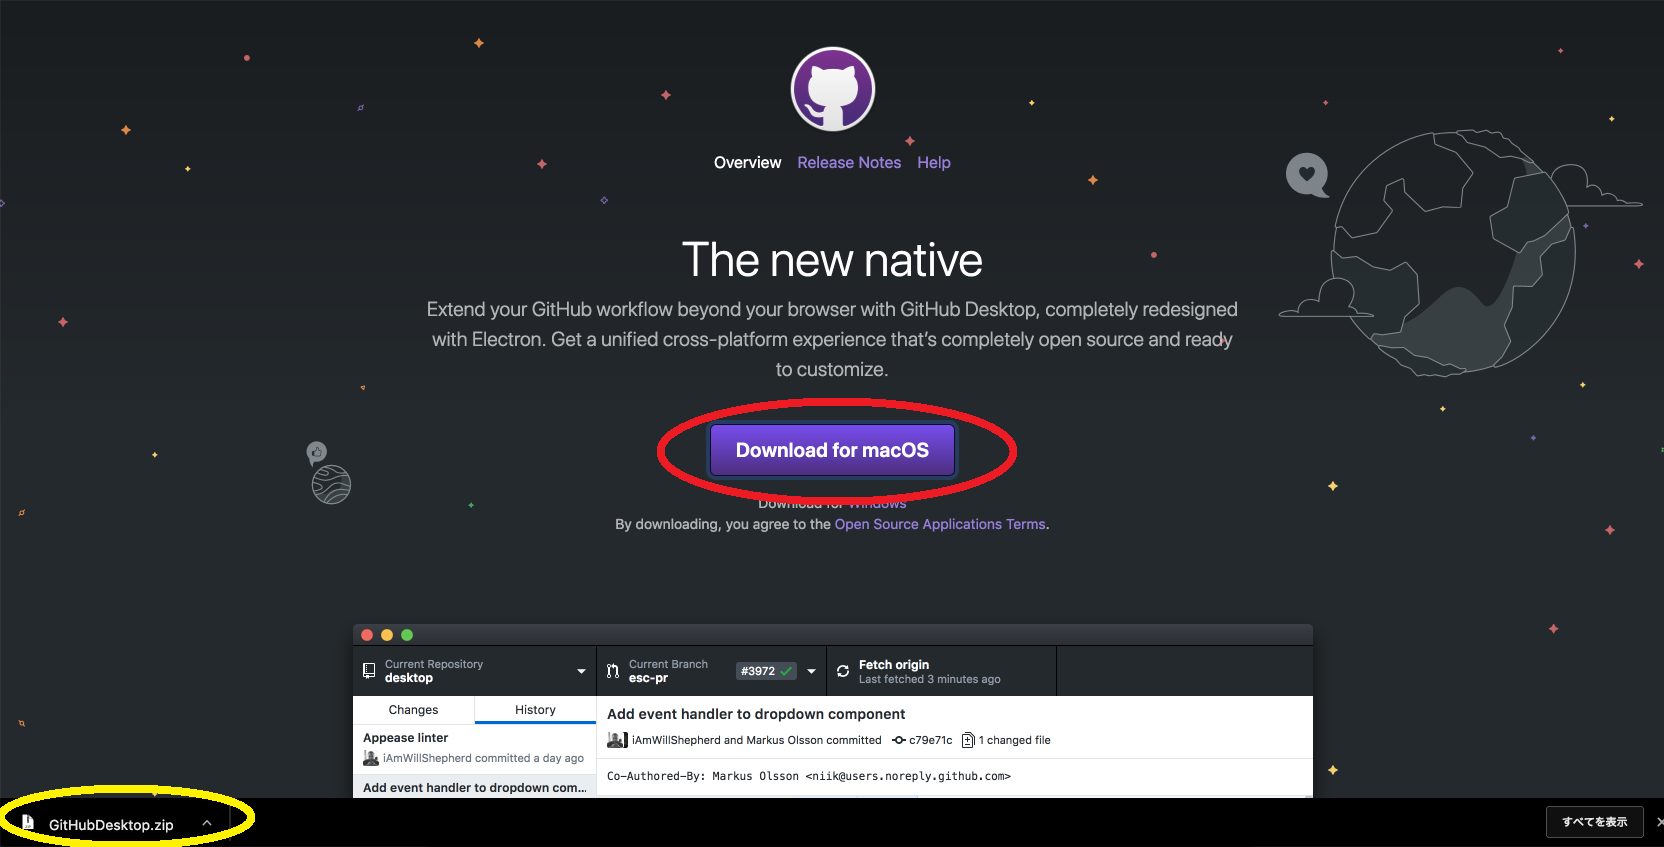 Overview Release Notes Help
The new native
Extend your GitHub workflow beyond your browser with GitHub Desktop, completely redesigned
with Electron. Get a unified cross-platform experience that's completely open source and ready
to customize.
Download for macOS
Download for Windows
By downloading, you agree to the Open Source Applications Terms.
Current Repository
desktop
Current Branch
esc-pr
#3972
Fetch origin
Last fetched 3 minutes ago
Changes
History
Appease linter
iAmWillShepherd committed a day ago
Add event handler to dropdown com...
Add event handler to dropdown component
iAmWillShepherd and Markus Olsson committed c79e71c 1 changed file
Co-Authored-By: Markus Olsson <niik@users.noreply.github.com>
GitHubDesktop.zip
すべてを表示